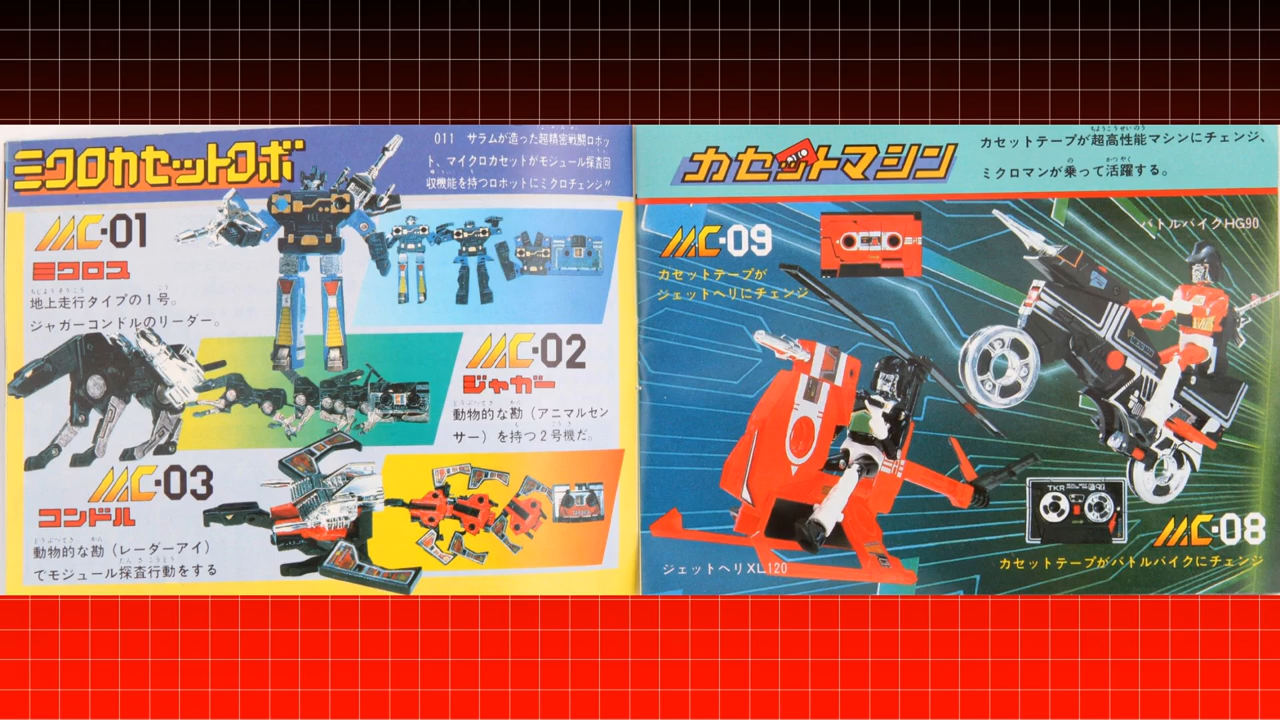 ミクロカセットロボ
011 サラムが造った超精密戦闘ロボッ
ト、マイクロカセットがモジュール探査回
収機能を持つロボットにミクロチェンジ!!
MC-01
ミクロス
地上走行タイプの1号。
ジャガーコンドルのリーダー。
MC-02
ジャガー
動物的な勘（アニマルセン
サー）を持つ2号機だ。
MC-03
コンドル
動物的な勘（レーダーアイ）
でモジュール探査行動をする
カセットマシン
カセットテープが超高性能マシンにチェンジ、
ミクロマンが乗って活躍する。
MC-09
カセットテープが
ジェットヘリにチェンジ
ジェットヘリXL120
バトルバイクHG90
TKR
MC-08
カセットテープがバトルバイクにチェンジ